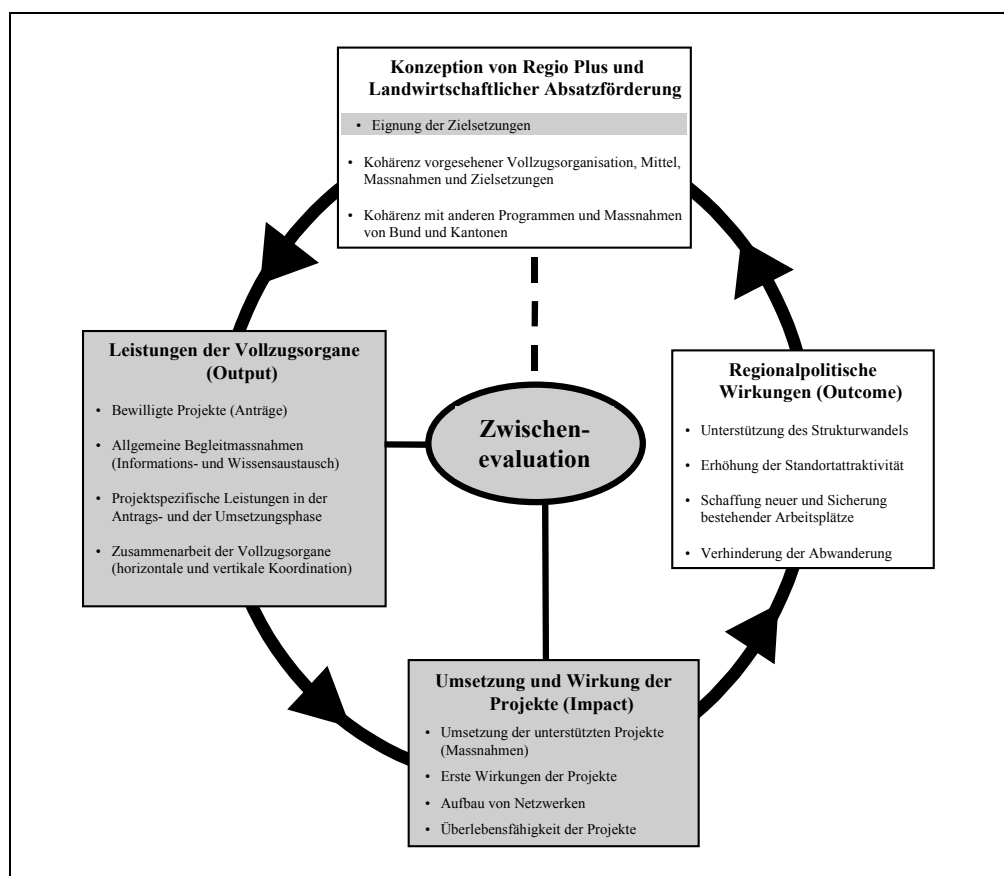 Konzeption von Regio Plus und
Landwirtschaftlicher Absatzförderung
• Eignung der Zielsetzungen
• Kohärenz vorgesehener Vollzugsorganisation, Mittel,
Massnahmen und Zielsetzungen
• Kohärenz mit anderen Programmen und Massnahmen
von Bund und Kantonen
Leistungen der Vollzugsorgane
(Output)
• Bewilligte Projekte (Anträge)
• Allgemeine Begleitmassnahmen
(Informations- und Wissensaustausch)
• Projektspezifische Leistungen in der
Antrags- und der Umsetzungsphase
• Zusammenarbeit der Vollzugsorgane
(horizontale und vertikale Koordination)
Zwischen-
evaluation
Regionalpolitische
Wirkungen (Outcome)
• Unterstützung des Strukturwandels
• Erhöhung der Standortattraktivität
• Schaffung neuer und Sicherung
bestehender Arbeitsplätze
• Verhinderung der Abwanderung
Umsetzung und Wirkung der
Projekte (Impact)
• Umsetzung der unterstützten Projekte
(Massnahmen)
• Erste Wirkungen der Projekte
• Aufbau von Netzwerken
• Überlebensfähigkeit der Projekte